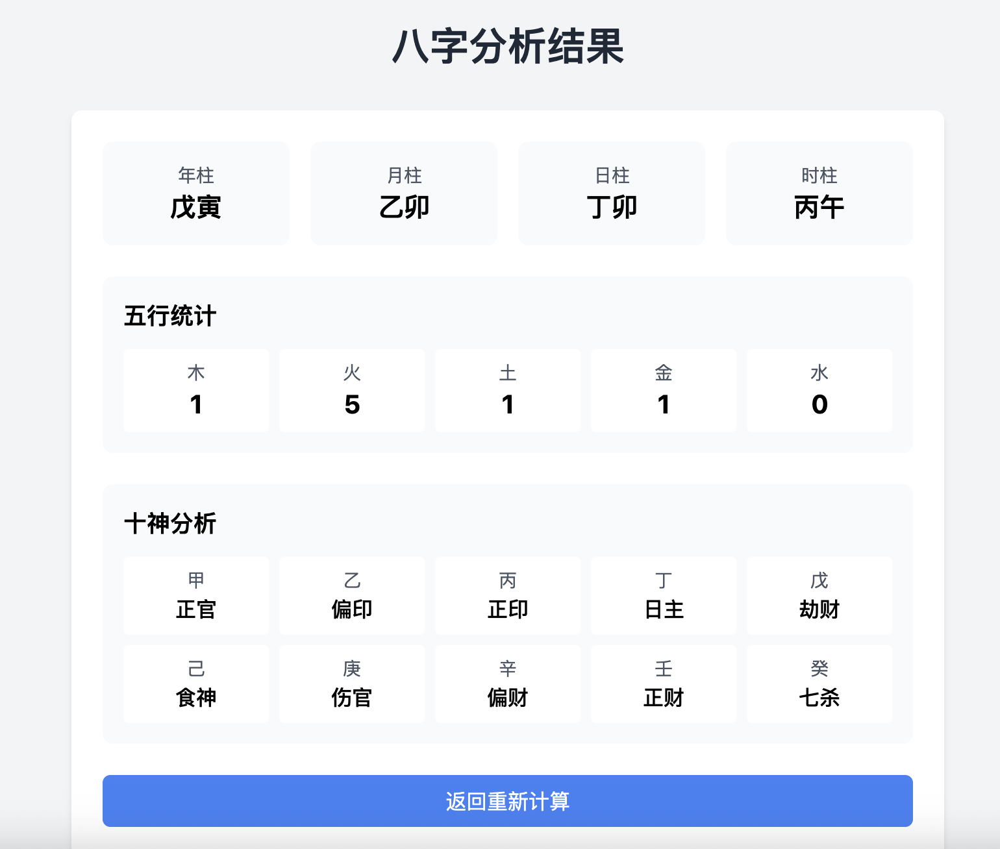 八字分析结果
年柱 月柱 日柱 时柱
戊寅 乙卯 丁卯 丙午
五行统计
木 火 土 金 水
1 5 1 1 0
十神分析
甲 乙 丙 丁 戊
正官 偏印 正印 日主 劫财
己 庚 辛 壬 癸
食神 伤官 偏财 正财 七杀
返回重新计算